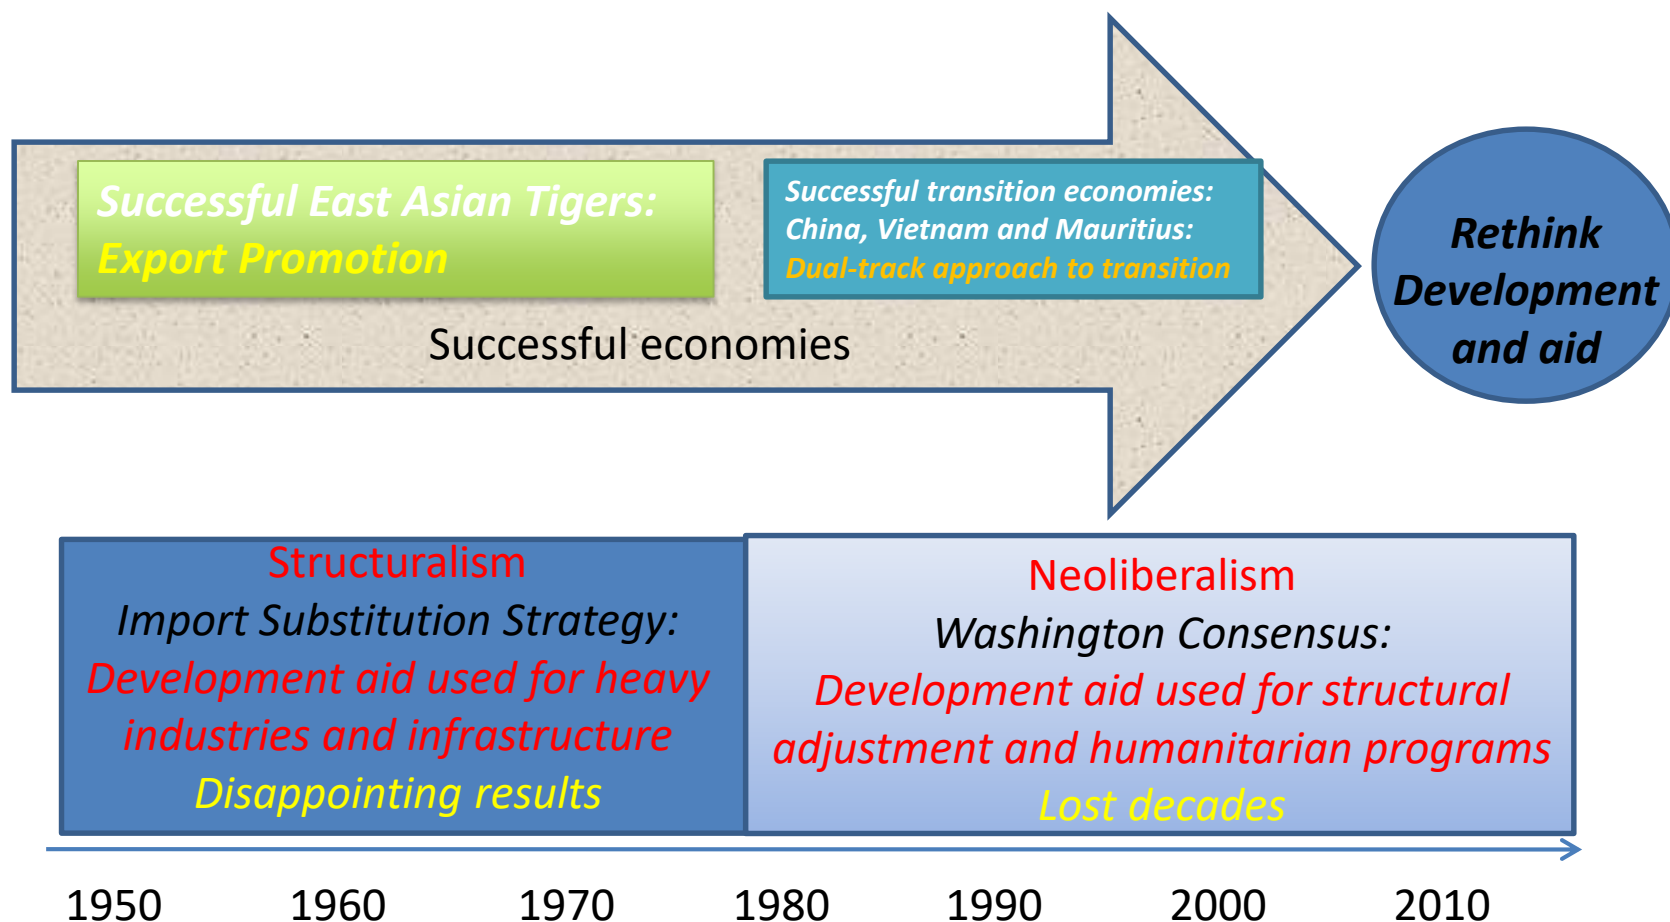 Successful East Asian Tigers:
Export Promotion
Successful transition economies:
China, Vietnam and Mauritius:
Dual-track approach to transition
Successful economies
Rethink
Development
and aid
Structuralism
Import Substitution Strategy:
Development aid used for heavy
industries and infrastructure
Disappointing results
Neoliberalism
Washington Consensus:
Development aid used for structural
adjustment and humanitarian programs
Lost decades
1950 1960 1970 1980 1990 2000 2010